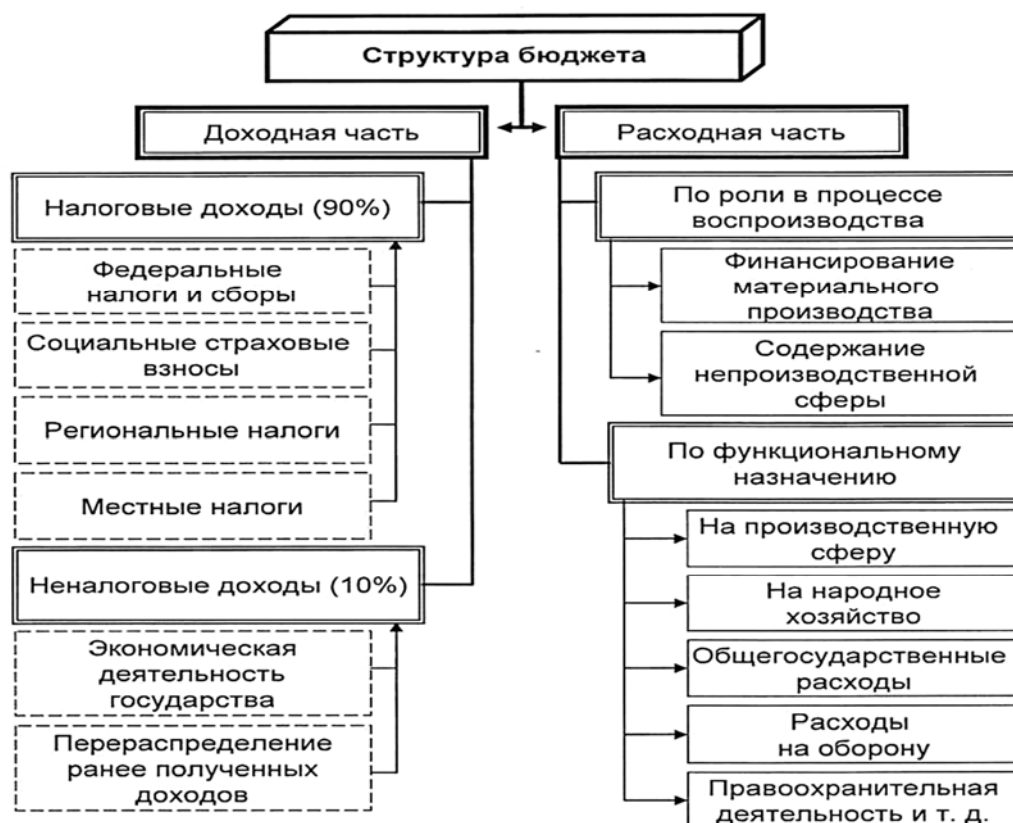 Структура бюджета
Доходная часть
Налоговые доходы (90%)
Федеральные
налоги и сборы
Социальные страховые
взносы
Региональные налоги
Местные налоги
Неналоговые доходы (10%)
Экономическая
деятельность
государства
Перераспределение
ранее полученных
доходов
Расходная часть
По роли в процессе
воспроизводства
Финансирование
материального
производства
Содержание
непроизводственной
сферы
По функциональному
назначению
На производственную
сферу
На народное
хозяйство
Общегосударственные
расходы
Расходы
на оборону
Правоохранительная
деятельность и т. д.